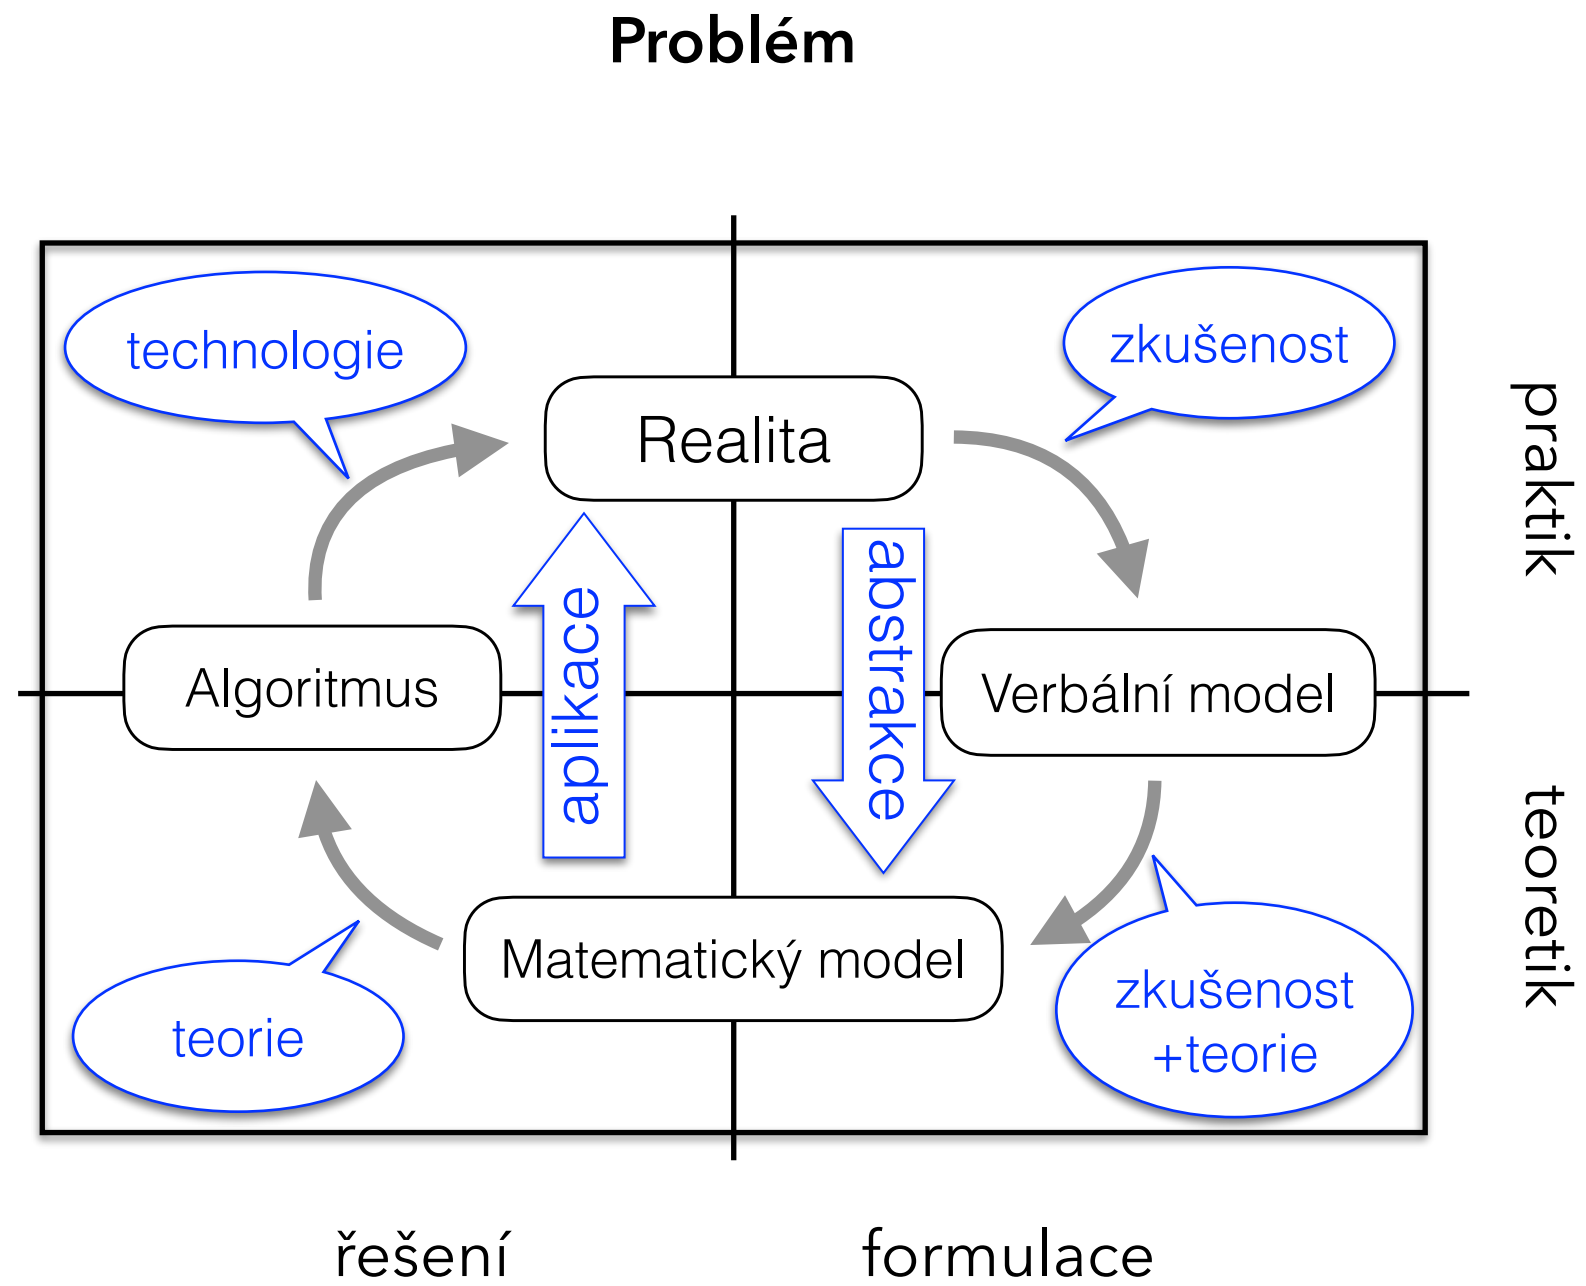 Problém
technologie
zkušenost
Realita
praktik
aplikace
abstrakce
Algoritmus
Verbální model
teoretik
Matematický model
teorie
zkušenost
+teorie
řešení
formulace